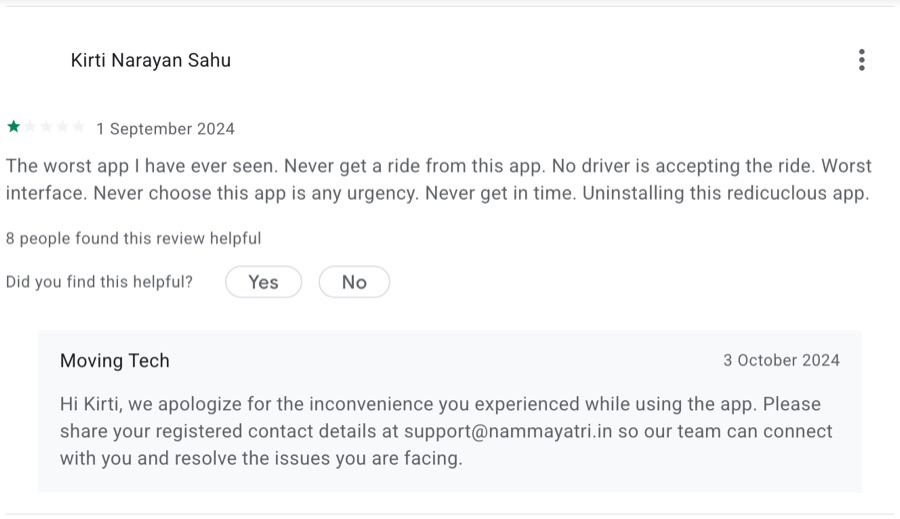 Kirti Narayan Sahu
1 September 2024
The worst app I have ever seen. Never get a ride from this app. No driver is accepting the ride. Worst
interface. Never choose this app is any urgency. Never get in time. Uninstalling this redicuclous app.
8 people found this review helpful
Did you find this helpful? Yes No
Moving Tech 3 October 2024
Hi Kirti, we apologize for the inconvenience you experienced while using the app. Please
share your registered contact details at support@nammayatri.in so our team can connect
with you and resolve the issues you are facing.